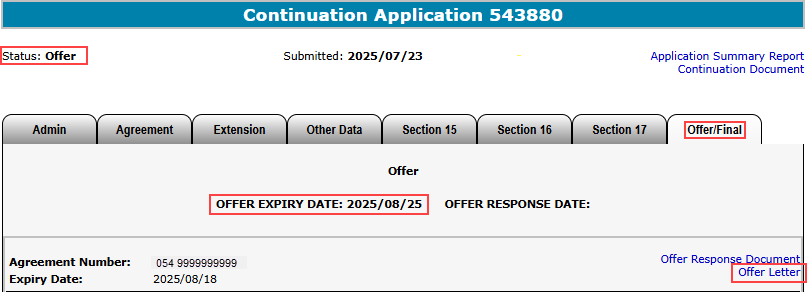 Continuation Application 543880
Status: Offer Submitted: 2025/07/23 Application Summary Report
Continuation Document
Admin Agreement Extension Other Data Section 15 Section 16 Section 17 Offer/Final
Offer
OFFER EXPIRY DATE: 2025/08/25 OFFER RESPONSE DATE:
Offer Response Document
Agreement Number: 054 9999999999
Offer Letter
Expiry Date: 2025/08/18